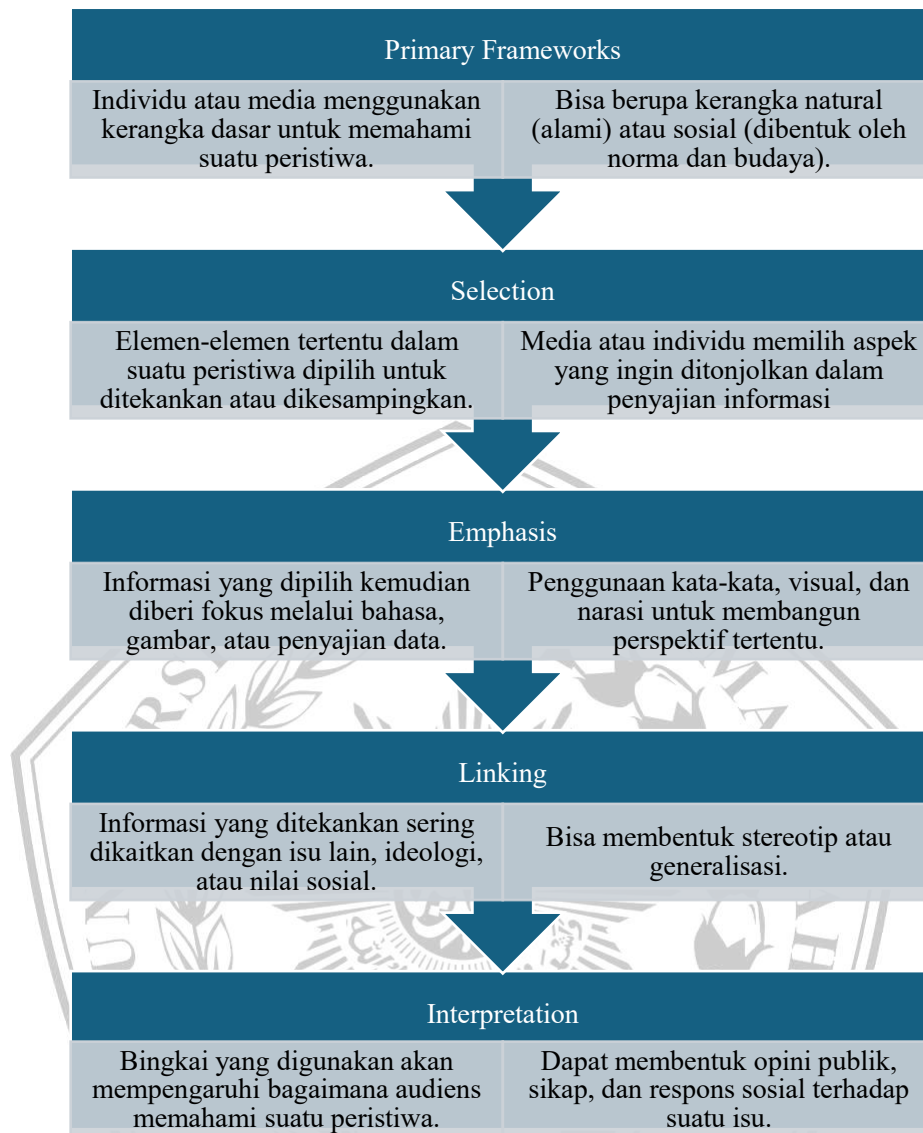 Primary Frameworks
Individu atau media menggunakan
kerangka dasar untuk memahami
suatu peristiwa.
Bisa berupa kerangka natural
(alami) atau sosial (dibentuk oleh
norma dan budaya).
Selection
Elemen-elemen tertentu dalam
suatu peristiwa dipilih untuk
ditekankan atau dikesampingkan.
Media atau individu memilih aspek
yang ingin ditonjolkan dalam
penyajian informasi
Emphasis
Informasi yang dipilih kemudian
diberi fokus melalui bahasa,
gambar, atau penyajian data.
Penggunaan kata-kata, visual, dan
narasi untuk membangun
perspektif tertentu.
Linking
Informasi yang ditekankan sering
dikaitkan dengan isu lain, ideologi,
atau nilai sosial.
Bisa membentuk stereotip atau
generalisasi.
Interpretation
Bingkai yang digunakan akan
mempengaruhi bagaimana audiens
memahami suatu peristiwa.
Dapat membentuk opini publik,
sikap, dan respons sosial terhadap
suatu isu.